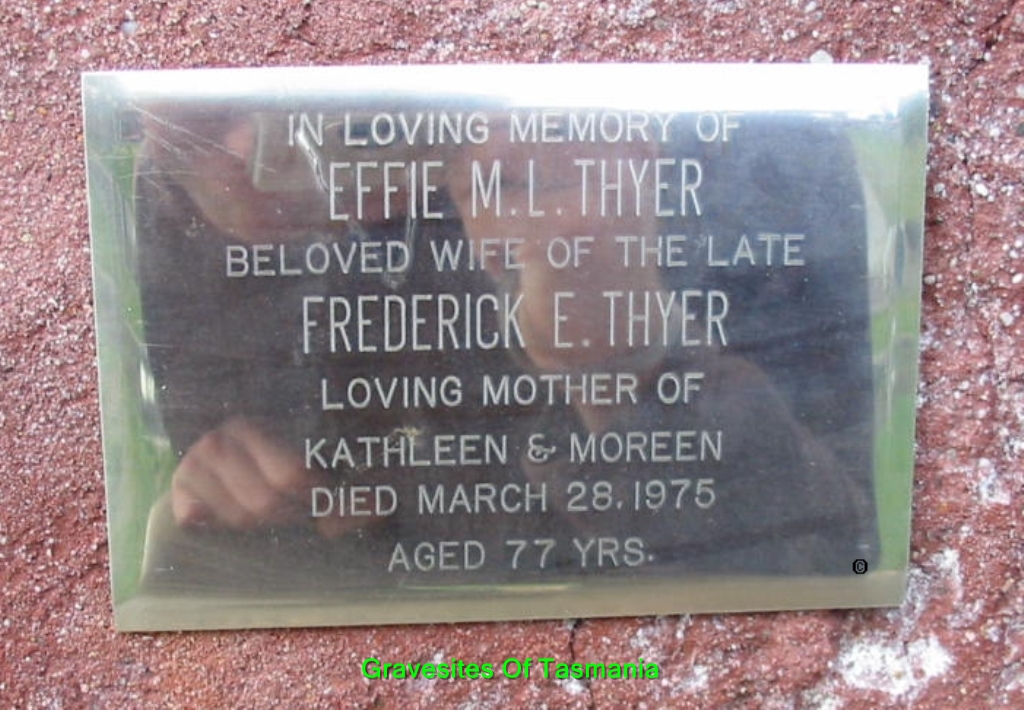 IN LOVING MEMORY OF
EFFIE M.L. THYER
BELOVED WIFE OF THE LATE
FREDERICK E. THYER
LOVING MOTHER OF
KATHLEEN & MOREEN
DIED MARCH 28.1975
AGED 77 YRS.
©
Gravesites Of Tasmania